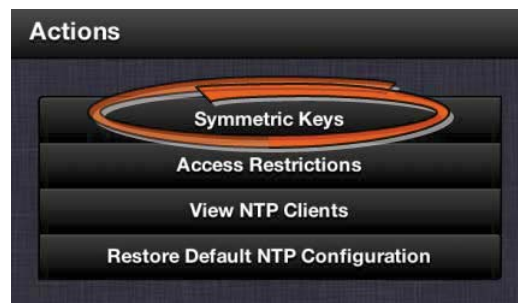 Actions
Symmetric Keys
Access Restrictions
View NTP Clients
Restore Default NTP Configuration